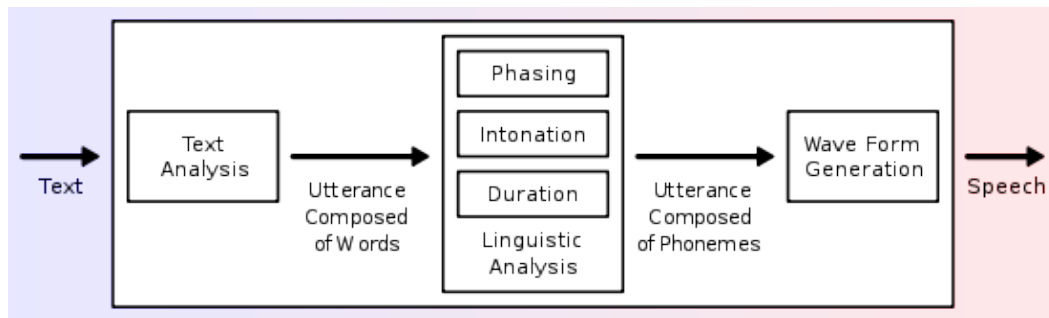 Text
Text
Analysis
Utterance
Composed
of Words
Phasing
Intonation
Duration
Linguistic
Analysis
Utterance
Composed
of Phonemes
Wave Form
Generation
Speech